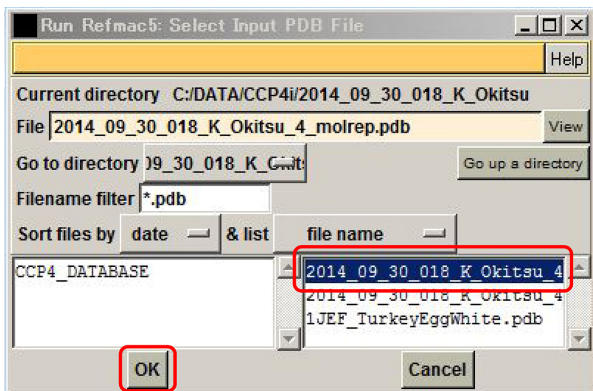 Run Refmac5: Select Input PDB File
Help
Current directory C:/DATA/CCP4i/2014_09_30_018_K_Okitsu
File 2014_09_30_018_K_Okitsu_4_molrep.pdb View
Go to directory 09_30_018_K_Okits Go up a directory
Filename filter *.pdb
Sort files by date & list file name
CCP4_DATABASE 2014_09_30_018_K_Okitsu_4
2014_09_30_018_K_Okitsu_4
1JEF_TurkeyEggWhite.pdb
OK Cancel